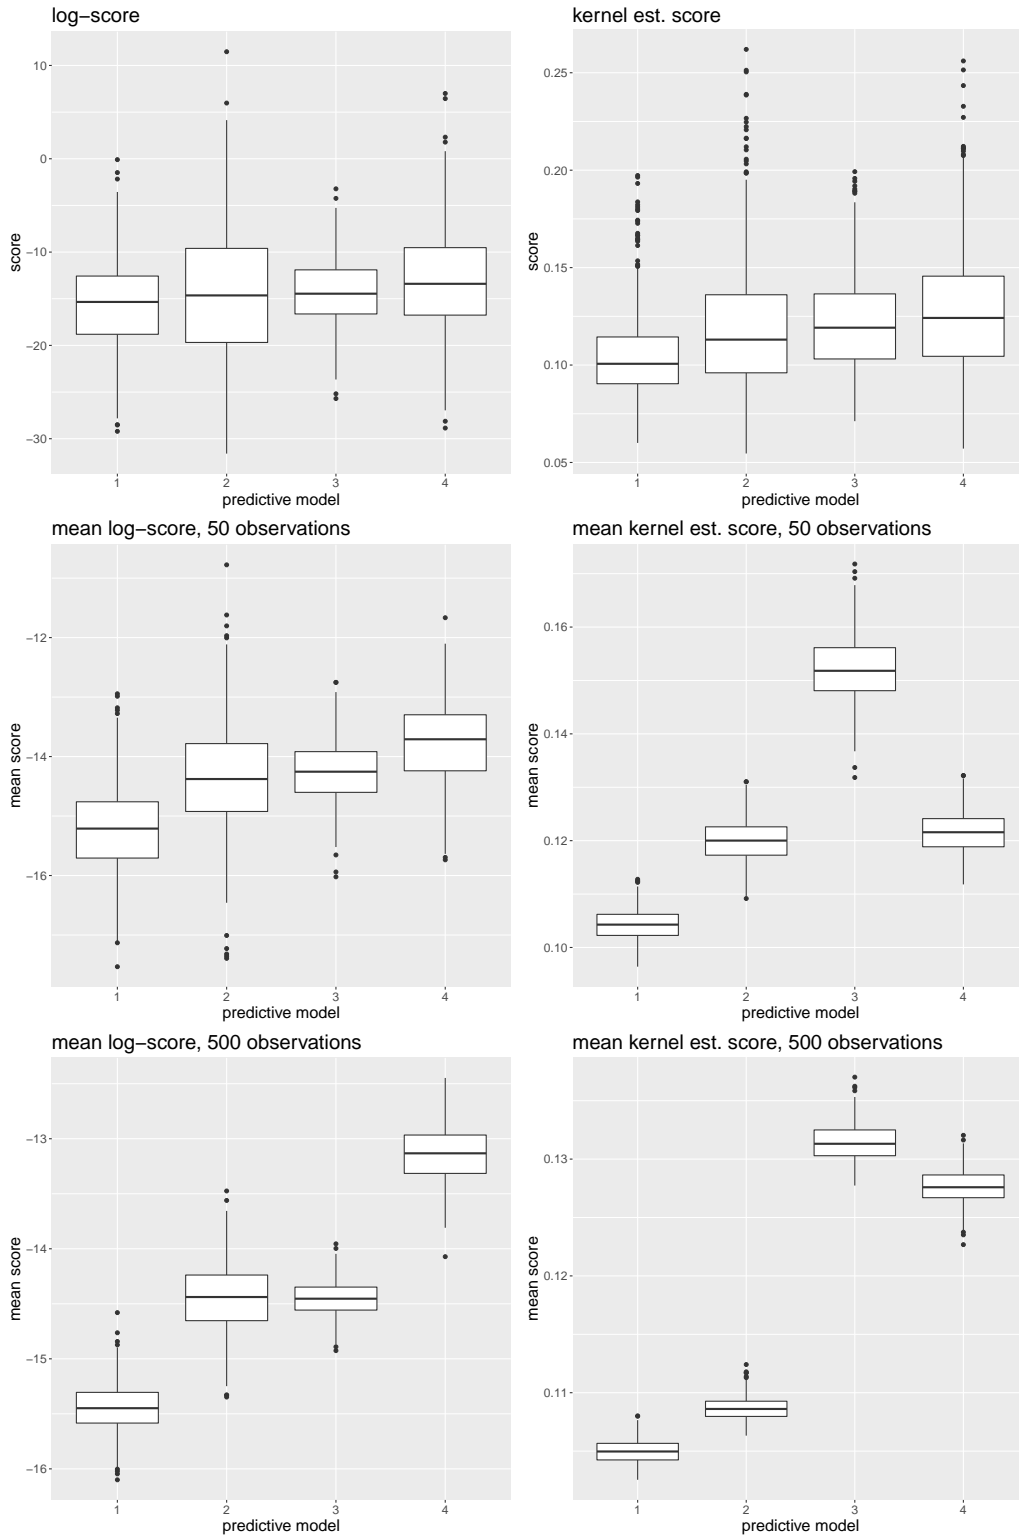 log−score
10
0
−10
−20
−30
score
1 2 3 4
predictive model
kernel est. score
0.25
0.20
0.15
0.10
0.05
score
1 2 3 4
predictive model
mean log−score, 50 observations
−12
−14
−16
mean score
1 2 3 4
predictive model
mean kernel est. score, 50 observations
0.16
0.14
0.12
0.10
mean score
1 2 3 4
predictive model
mean log−score, 500 observations
−13
−14
−15
−16
mean score
1 2 3 4
predictive model
mean kernel est. score, 500 observations
0.13
0.12
0.11
mean score
1 2 3 4
predictive model